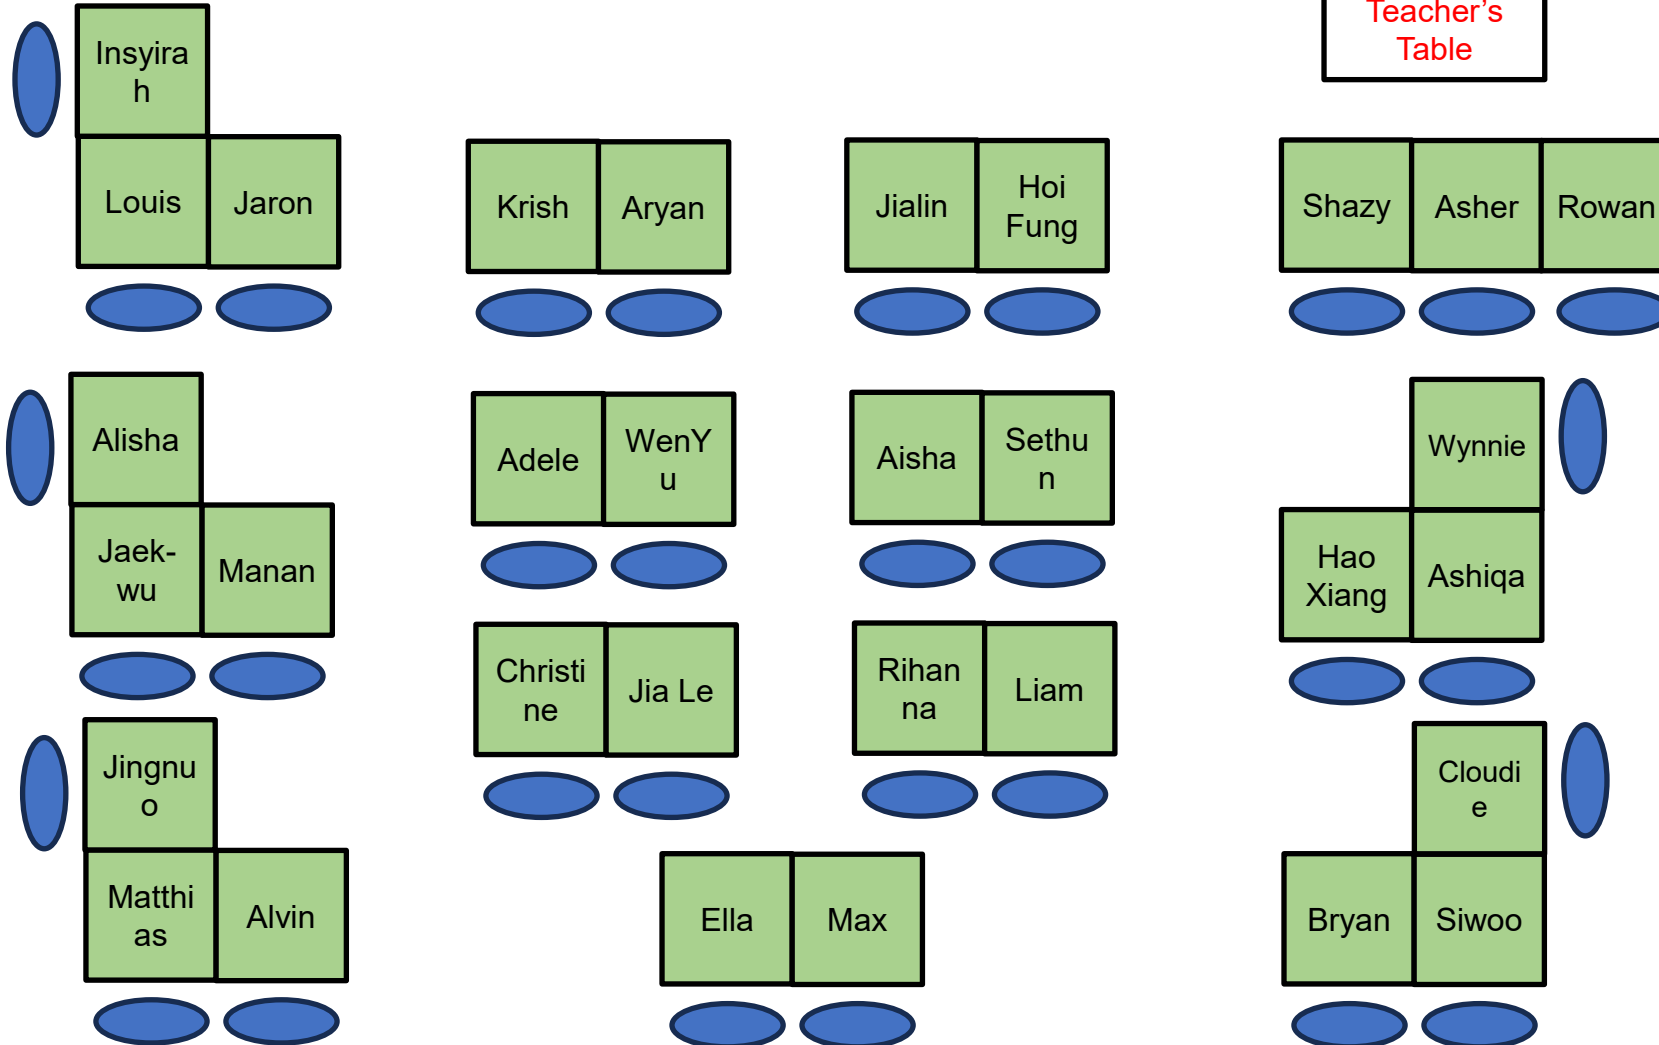 Teacher’s
Table
Insyira
h
Louis
Jaron
Krish
Aryan
Jialin
Hoi
Fung
Shazy
Asher
Rowan
Alisha
Jaek-
wu
Manan
Adele
WenY
u
Aisha
Sethu
n
Wynnie
Hao
Xiang
Ashiqa
Christi
ne
Jia Le
Rihan
na
Liam
Jingnu
o
Matthi
as
Alvin
Ella
Max
Cloudi
e
Bryan
Siwoo